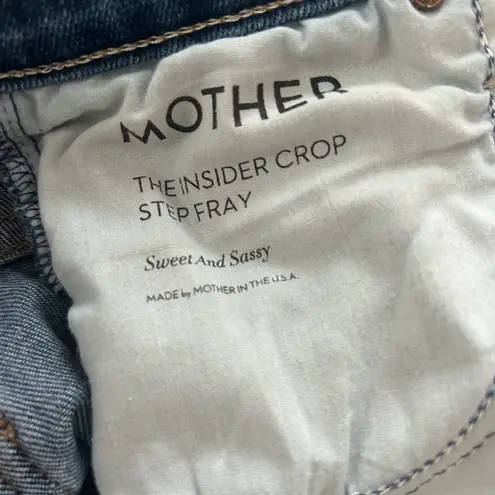 MOTHER
THE INSIDER CROP
STEP FRAY
Sweet And Sassy
MADE by MOTHER IN THE U.S.A.